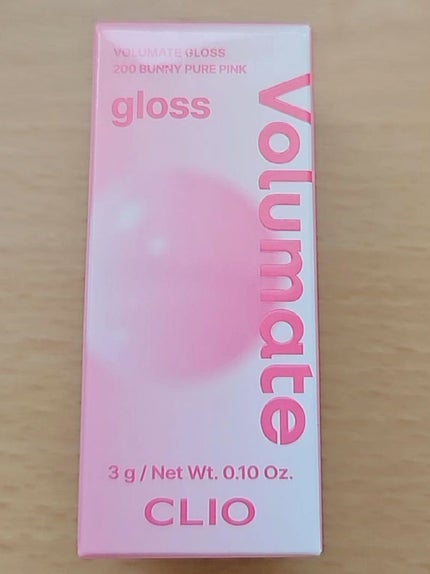 VOLUMATE GLOSS
200 BUNNY PURE PINK
gloss
Volumate
3 g / Net Wt. 0.10 Oz.
CLIO